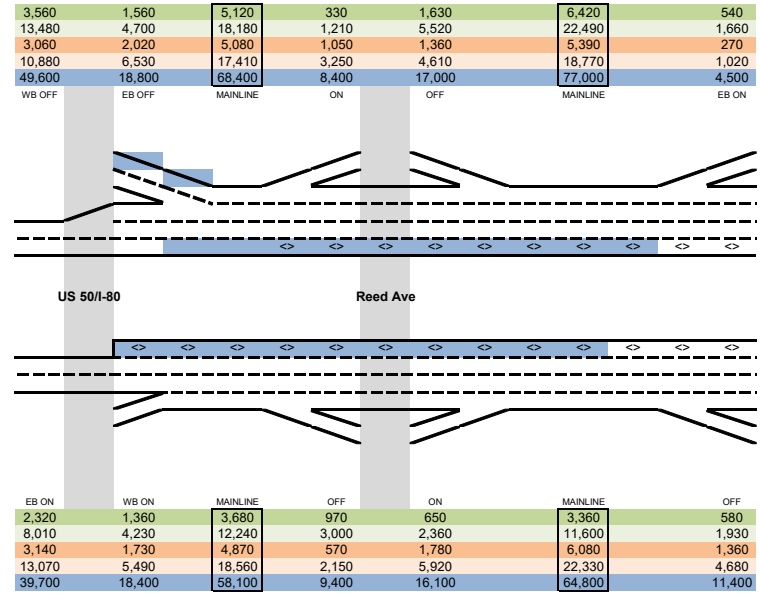 3,560 1,560 5,120 330 1,630 6,420 540
13,480 4,700 18,180 1,210 5,520 22,490 1,660
3,060 2,020 5,080 1,050 1,360 5,390 270
10,880 6,530 17,410 3,250 4,610 18,770 1,020
49,600 18,800 68,400 8,400 17,000 77,000 4,500
WB OFF EB OFF MAINLINE ON OFF MAINLINE EB ON
<> <> <> <> <> <> <> <> <> <>
US 50/I-80 Reed Ave
<> <> <> <> <> <> <> <> <> <> <> <> <>
EB ON WB ON MAINLINE OFF ON MAINLINE OFF
2,320 1,360 3,680 970 650 3,360 580
8,010 4,230 12,240 3,000 2,360 11,600 1,930
3,140 1,730 4,870 570 1,780 6,080 1,360
13,070 5,490 18,560 2,150 5,920 22,330 4,680
39,700 18,400 58,100 9,400 16,100 64,800 11,400